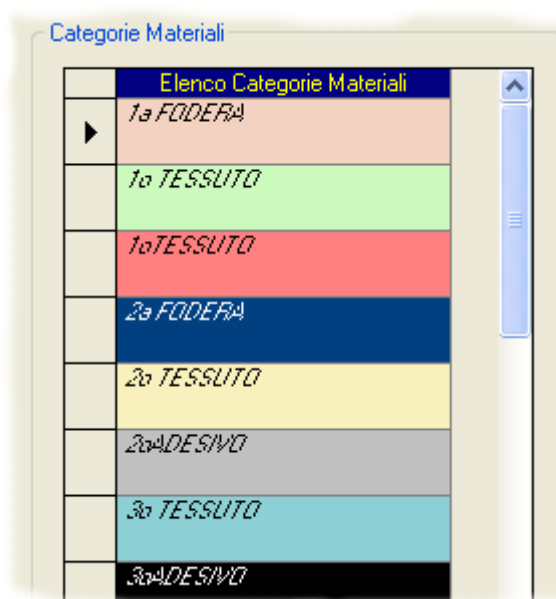 Categorie Materiali
Elenco Categorie Materiali
1a FODERA
1o TESSUTO
1oTESSUTO
2a FODERA
2o TESSUTO
2oADESIVO
3o TESSUTO
3oADESIVO